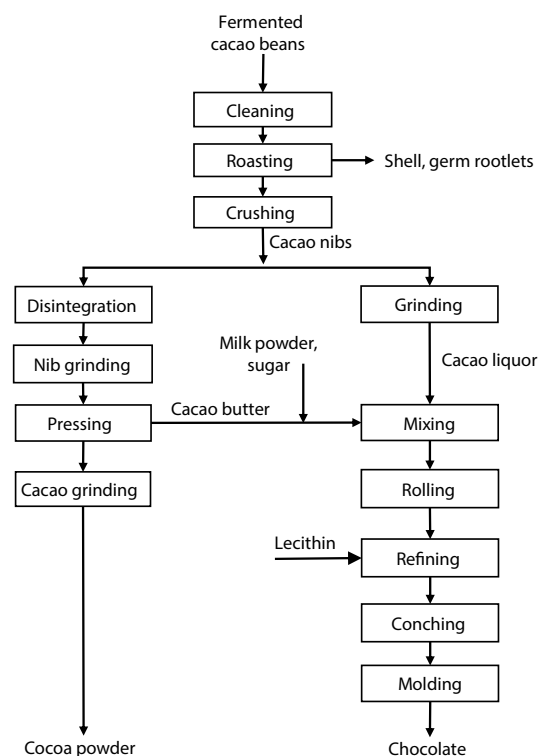 Fermented
cacao beans
Cleaning
Roasting
Shell, germ rootlets
Crushing
Cacao nibs
Disintegration
Grinding
Nib grinding
Milk powder,
sugar
Cacao liquor
Pressing
Cacao butter
Mixing
Cacao grinding
Rolling
Lecithin
Refining
Conching
Molding
Cocoa powder
Chocolate